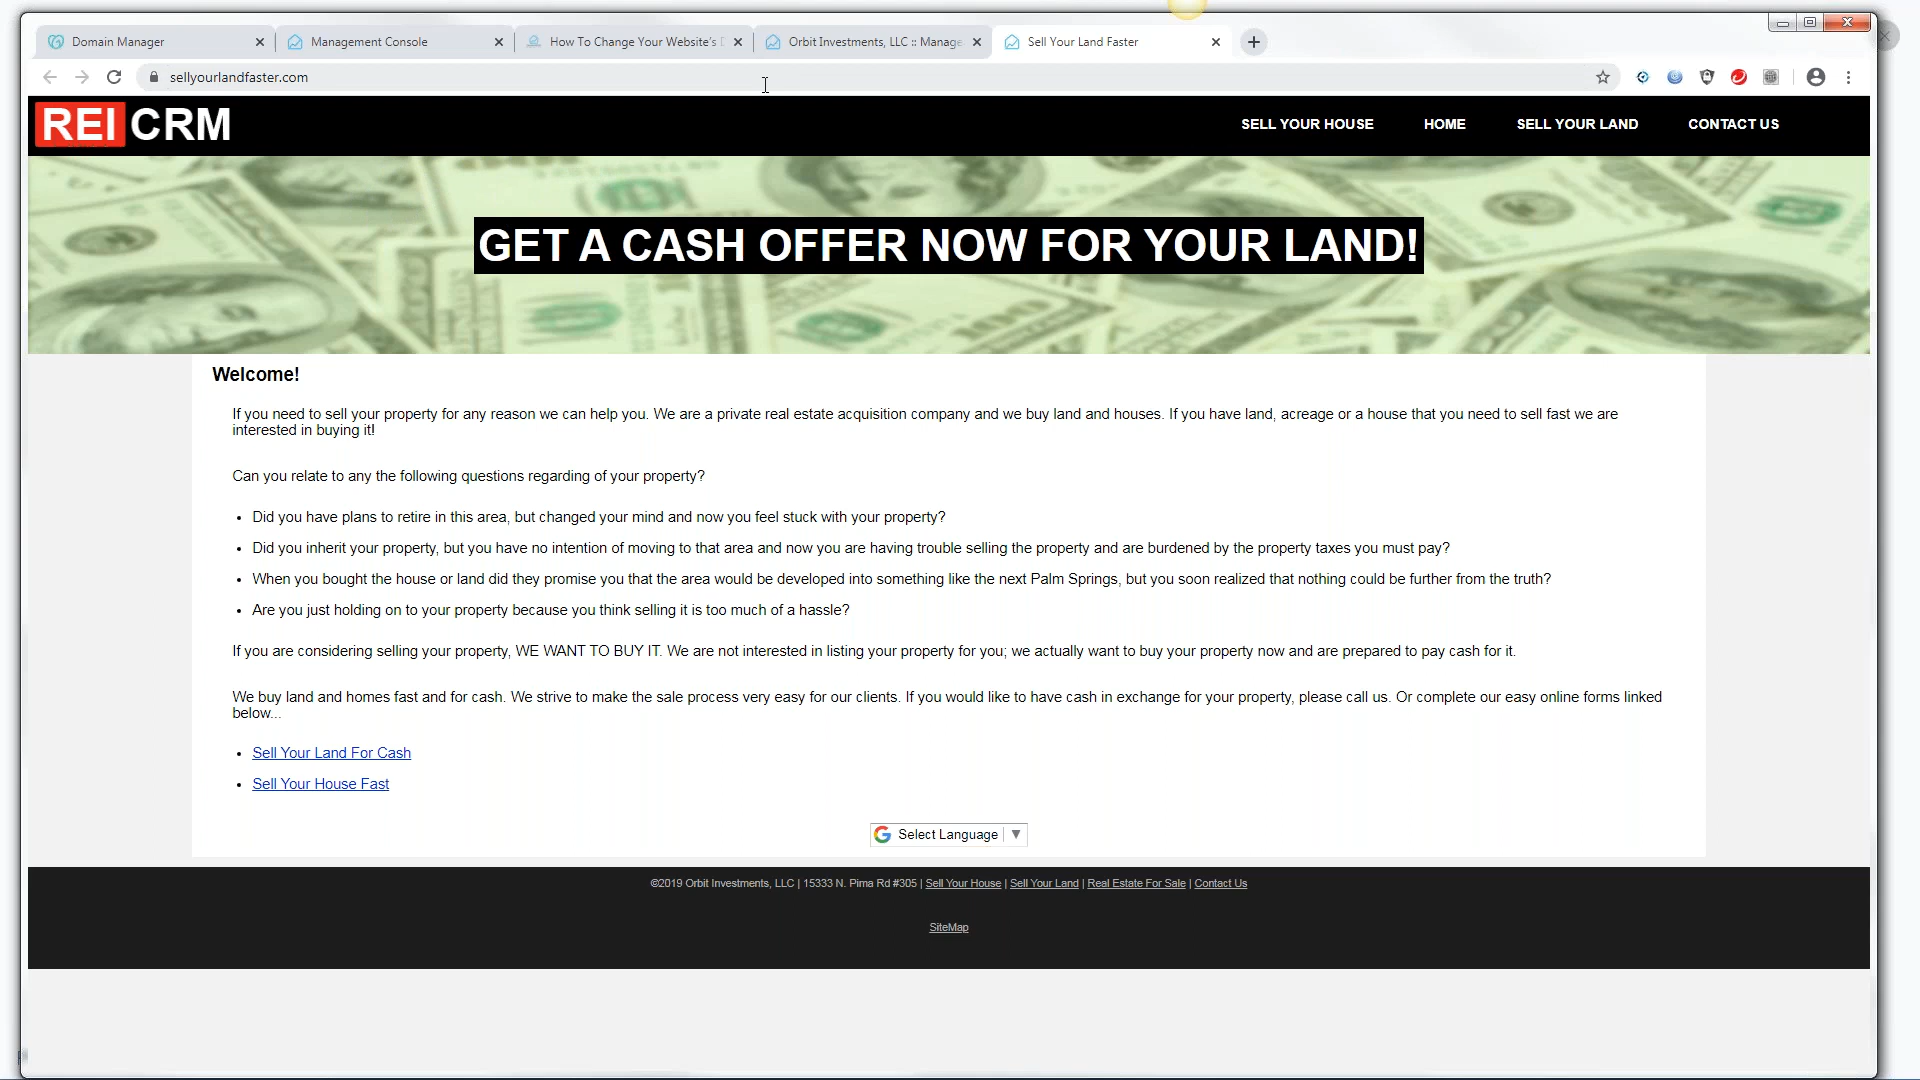 Domain Manager
Management Console
How To Change Your Website's
Orbit Investments, LLC :: Manage
Sell Your Land Faster
sellyourlandfaster.com
REI CRM
SELL YOUR HOUSE
HOME
SELL YOUR LAND
CONTACT US
GET A CASH OFFER NOW FOR YOUR LAND!
Welcome!
If you need to sell your property for any reason we can help you. We are a private real estate acquisition company and we buy land and houses. If you have land, acreage or a house that you need to sell fast we are
interested in buying it!
Can you relate to any the following questions regarding of your property?
• Did you have plans to retire in this area, but changed your mind and now you feel stuck with your property?
• Did you inherit your property, but you have no intention of moving to that area and now you are having trouble selling the property and are burdened by the property taxes you must pay?
• When you bought the house or land did they promise you that the area would be developed into something like the next Palm Springs, but you soon realized that nothing could be further from the truth?
• Are you just holding on to your property because you think selling it is too much of a hassle?
If you are considering selling your property, WE WANT TO BUY IT. We are not interested in listing your property for you; we actually want to buy your property now and are prepared to pay cash for it.
We buy land and homes fast and for cash. We strive to make the sale process very easy for our clients. If you would like to have cash in exchange for your property, please call us. Or complete our easy online forms linked
below...
• Sell Your Land For Cash
• Sell Your House Fast
Select Language
©2019 Orbit Investments, LLC | 15333 N. Pima Rd #305 | Sell Your House | Sell Your Land | Real Estate For Sale | Contact Us
SiteMap